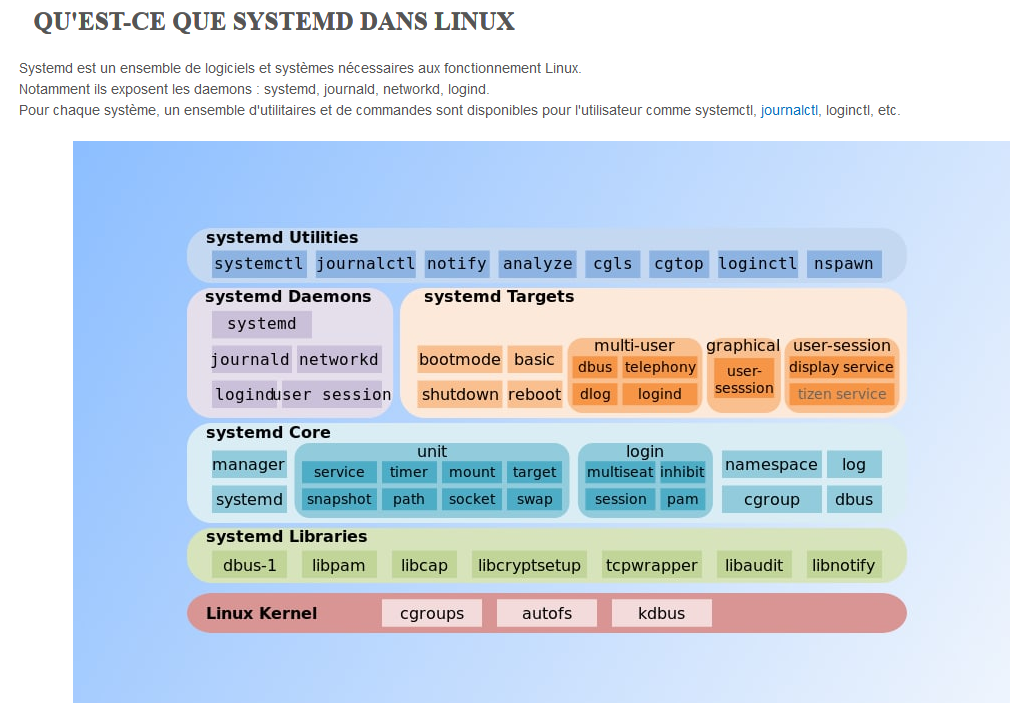 QU'EST-CE QUE SYSTEMD DANS LINUX
Systemd est un ensemble de logiciels et systèmes nécessaires aux fonctionnement Linux.
Notamment ils exposent les daemons : systemd, journald, networkd, logind.
Pour chaque système, un ensemble d'utilitaires et de commandes sont disponibles pour l'utilisateur comme systemctl, journalctl, loginctl, etc.
systemd Utilities
systemctl journalctl notify analyze cgls cgtop loginctl nspawn
systemd Daemons
systemd
journald networkd
logind user session
systemd Targets
bootmode basic
shutdown reboot
multi-user
dbus telephony
dlog logind
graphical
user-
sesssion
user-session
display service
tizen service
systemd Core
manager
systemd
unit
service timer mount target
snapshot path socket swap
login
multiseat inhibit
session pam
namespace log
cgroup dbus
systemd Libraries
dbus-1 libpam libcap libcryptsetup tcpwrapper libaudit libnotify
Linux Kernel cgroups autofs kdbus